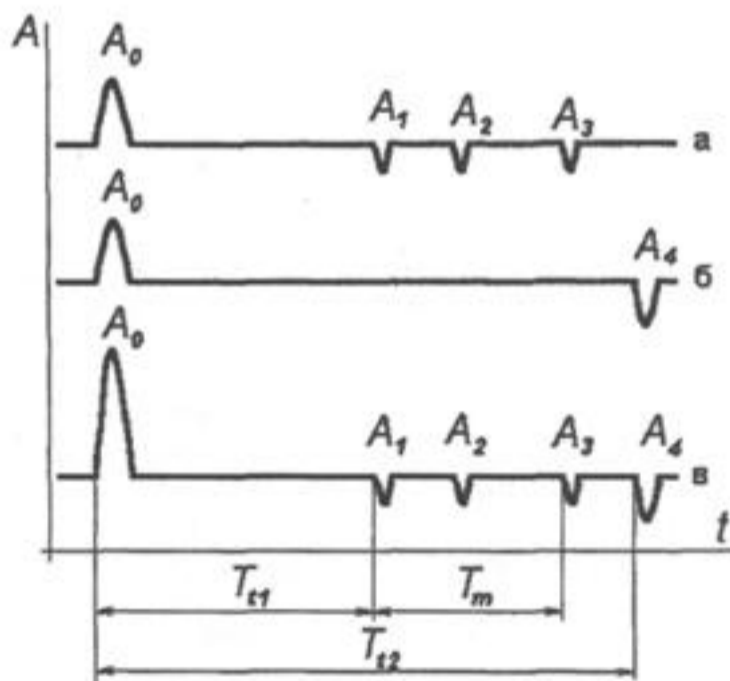 A A₀ A₁ A₂ A₃ а
A₀ A₄ б
A₀ A₁ A₂ A₃ A₄ в
t
Tₜ₁ Tₘ
Tₜ₂